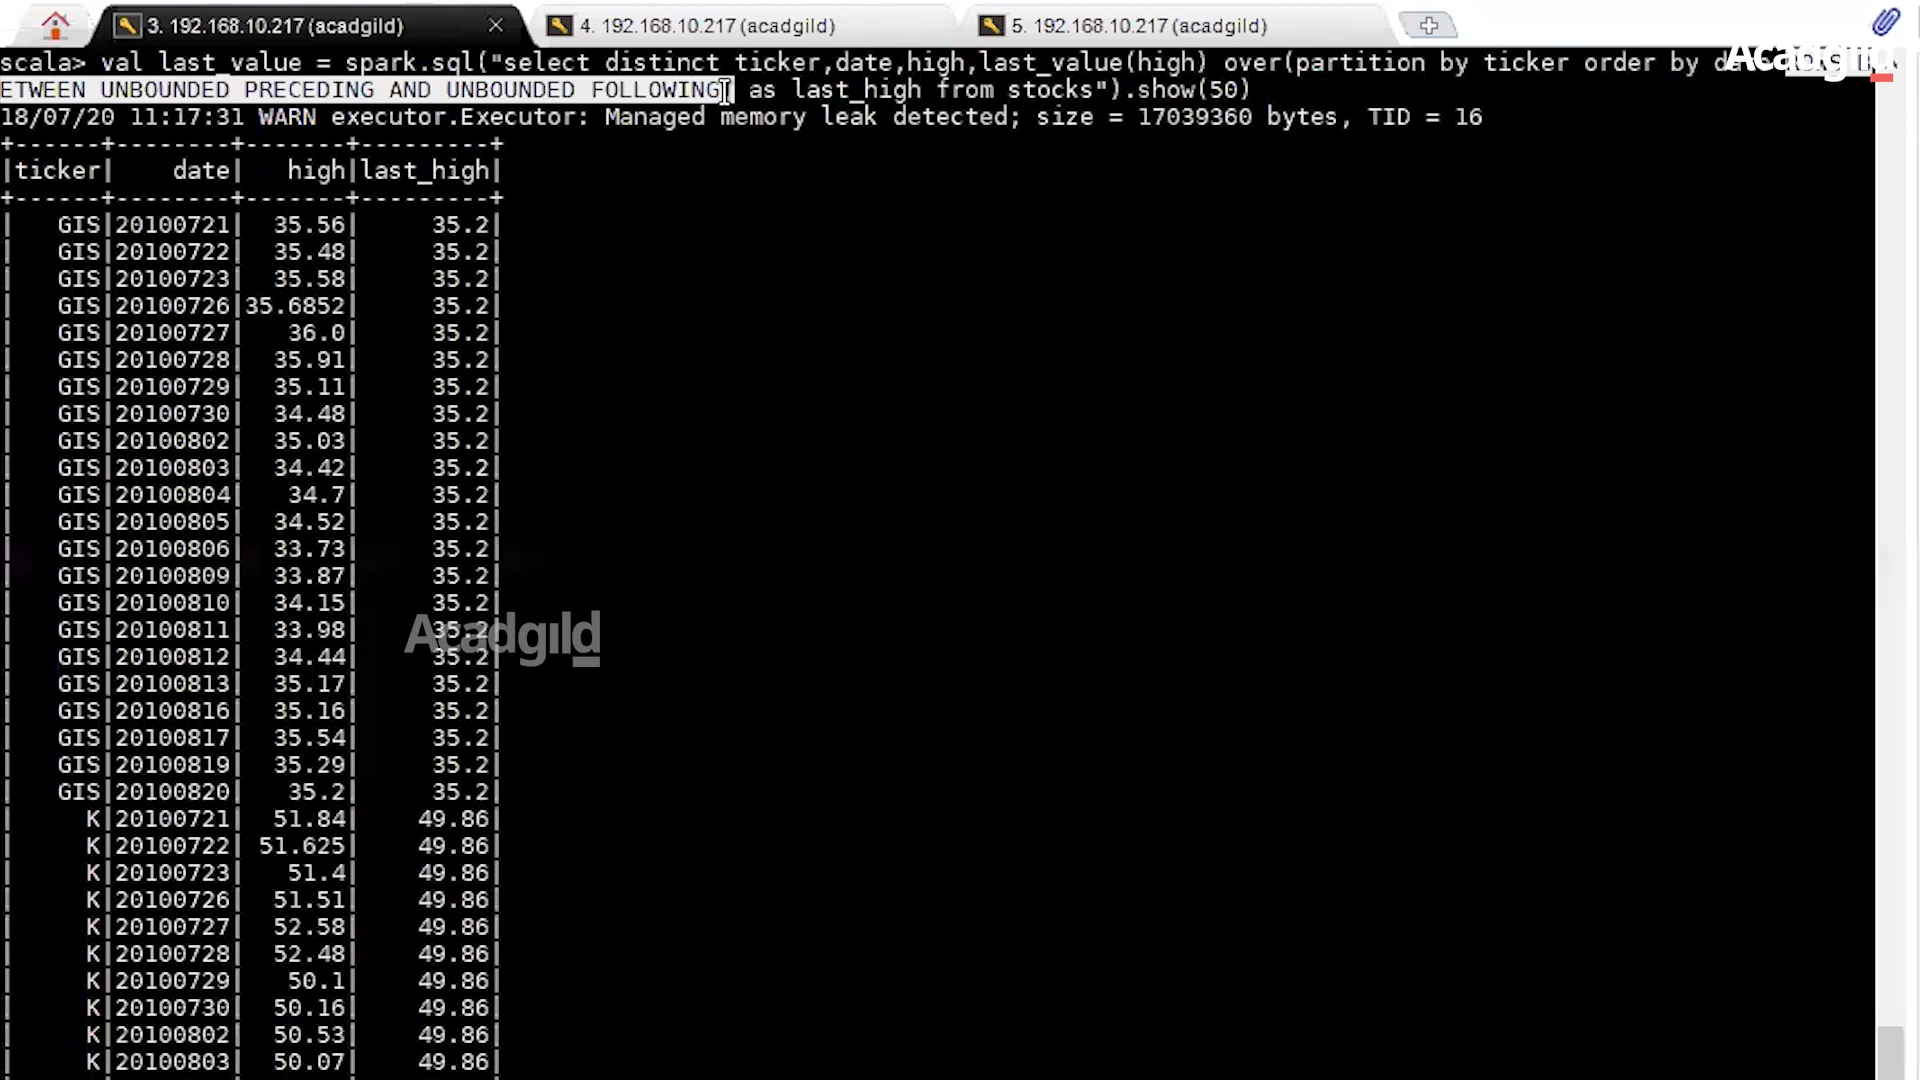 3. 192.168.10.217 (acadgild)
4. 192.168.10.217 (acadgild)
5. 192.168.10.217 (acadgild)
Acadgild
scala> val last_value = spark.sql("select distinct ticker,date,high,last_value(high) over(partition by ticker order by
ETWEEN UNBOUNDED PRECEDING AND UNBOUNDED FOLLOWING) as last_high from stocks").show(50)
18/07/20 11:17:31 WARN executor.Executor: Managed memory leak detected; size = 17039360 bytes, TID = 16
+------+--------+-------+---------+
|ticker|    date|   high|last_high|
+------+--------+-------+---------+
|   GIS|20100721|  35.56|     35.2|
|   GIS|20100722|  35.48|     35.2|
|   GIS|20100723|  35.58|     35.2|
|   GIS|20100726|35.6852|     35.2|
|   GIS|20100727|   36.0|     35.2|
|   GIS|20100728|  35.91|     35.2|
|   GIS|20100729|  35.11|     35.2|
|   GIS|20100730|  34.48|     35.2|
|   GIS|20100802|  35.03|     35.2|
|   GIS|20100803|  34.42|     35.2|
|   GIS|20100804|   34.7|     35.2|
|   GIS|20100805|  34.52|     35.2|
|   GIS|20100806|  33.73|     35.2|
|   GIS|20100809|  33.87|     35.2|
|   GIS|20100810|  34.15|     35.2|
|   GIS|20100811|  33.98|     35.2|
Acadgild
|   GIS|20100812|  34.44|     35.2|
|   GIS|20100813|  35.17|     35.2|
|   GIS|20100816|  35.16|     35.2|
|   GIS|20100817|  35.54|     35.2|
|   GIS|20100819|  35.29|     35.2|
|   GIS|20100820|   35.2|     35.2|
|     K|20100721|  51.84|    49.86|
|     K|20100722| 51.625|    49.86|
|     K|20100723|   51.4|    49.86|
|     K|20100726|  51.51|    49.86|
|     K|20100727|  52.58|    49.86|
|     K|20100728|  52.48|    49.86|
|     K|20100729|   50.1|    49.86|
|     K|20100730|  50.16|    49.86|
|     K|20100802|  50.53|    49.86|
|     K|20100803|  50.07|    49.86|